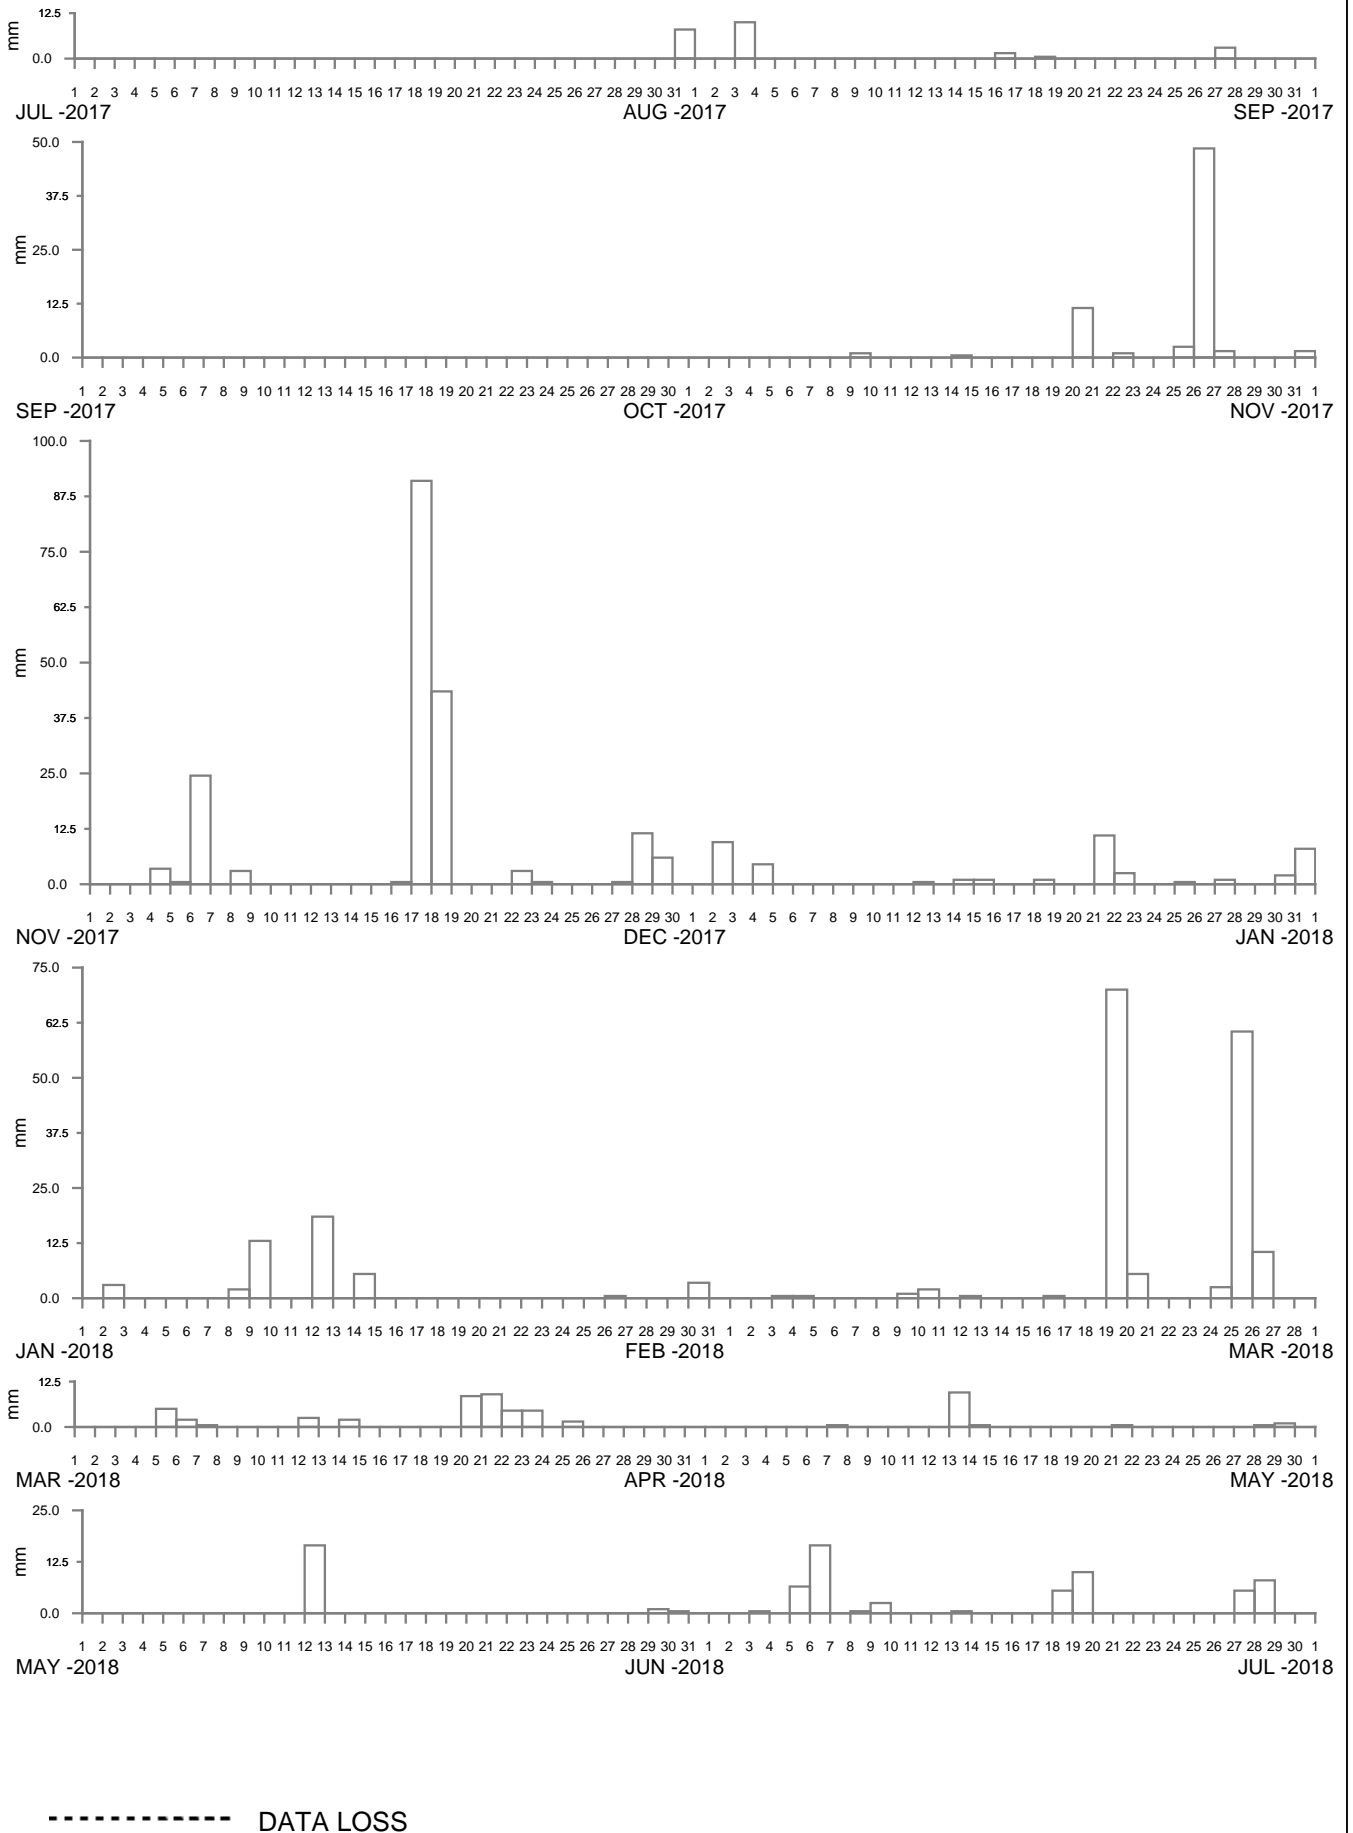 12.5
mm
0.0
1 2 3 4 5 6 7 8 9 10 11 12 13 14 15 16 17 18 19 20 21 22 23 24 25 26 27 28 29 30 31 1 2 3 4 5 6 7 8 9 10 11 12 13 14 15 16 17 18 19 20 21 22 23 24 25 26 27 28 29 30 31 1
JUL -2017 AUG -2017 SEP -2017
50.0
37.5
mm
25.0
12.5
0.0
1 2 3 4 5 6 7 8 9 10 11 12 13 14 15 16 17 18 19 20 21 22 23 24 25 26 27 28 29 30 1 2 3 4 5 6 7 8 9 10 11 12 13 14 15 16 17 18 19 20 21 22 23 24 25 26 27 28 29 30 31 1
SEP -2017 OCT -2017 NOV -2017
100.0
87.5
75.0
62.5
mm
50.0
37.5
25.0
12.5
0.0
1 2 3 4 5 6 7 8 9 10 11 12 13 14 15 16 17 18 19 20 21 22 23 24 25 26 27 28 29 30 1 2 3 4 5 6 7 8 9 10 11 12 13 14 15 16 17 18 19 20 21 22 23 24 25 26 27 28 29 30 31 1
NOV -2017 DEC -2017 JAN -2018
75.0
62.5
50.0
mm
37.5
25.0
12.5
0.0
1 2 3 4 5 6 7 8 9 10 11 12 13 14 15 16 17 18 19 20 21 22 23 24 25 26 27 28 29 30 31 1 2 3 4 5 6 7 8 9 10 11 12 13 14 15 16 17 18 19 20 21 22 23 24 25 26 27 28 1
JAN -2018 FEB -2018 MAR -2018
12.5
mm
0.0
1 2 3 4 5 6 7 8 9 10 11 12 13 14 15 16 17 18 19 20 21 22 23 24 25 26 27 28 29 30 31 1 2 3 4 5 6 7 8 9 10 11 12 13 14 15 16 17 18 19 20 21 22 23 24 25 26 27 28 29 30 1
MAR -2018 APR -2018 MAY -2018
25.0
mm
12.5
0.0
1 2 3 4 5 6 7 8 9 10 11 12 13 14 15 16 17 18 19 20 21 22 23 24 25 26 27 28 29 30 31 1 2 3 4 5 6 7 8 9 10 11 12 13 14 15 16 17 18 19 20 21 22 23 24 25 26 27 28 29 30 1
MAY -2018 JUN -2018 JUL -2018
DATA LOSS